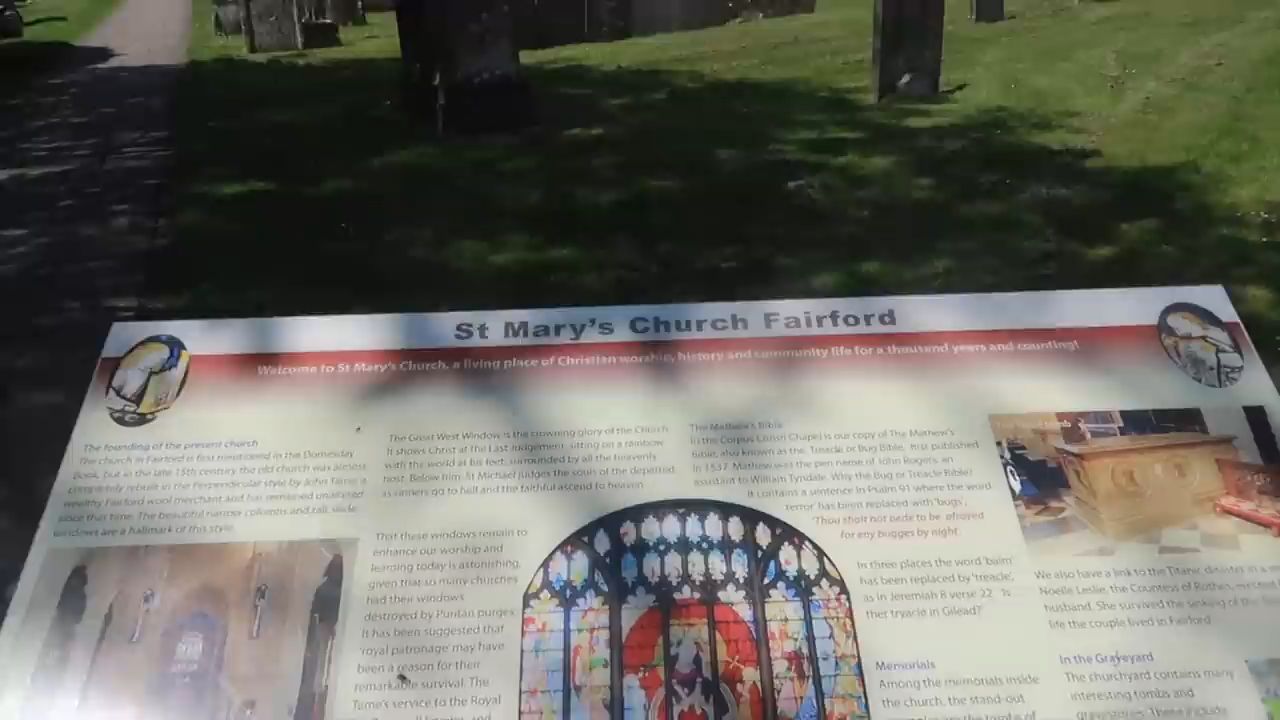 St Mary's Church Fairford
Welcome to St Mary's Church, a living place of Christian worship, history and community life for a thousand years and counting!
The founding of the present church
The church in Fairford is first mentioned in the Domesday
Book, but in the late 15th century the old church was almost
completely rebuilt in the Perpendicular style by John Tame, a
wealthy Fairford wool merchant and has remained unaltered
since that time. The beautiful narrow columns and tall, wide
windows are a hallmark of this style.
The Great West Window is the crowning glory of the Church.
It shows Christ at the Last Judgement, sitting on a rainbow
with the world at his feet, surrounded by all the heavenly
host. Below him, St Michael judges the souls of the departed
as sinners go to hell and the faithful ascend to heaven.
That these windows remain to
enhance our worship and
learning today is astonishing,
given that so many churches
had their windows
destroyed by Puritan purges.
It has been suggested that
'royal patronage' may have
been a reason for their
remarkable survival. The
Tame's service to the Royal
and
The Mathew's Bible
In the Corpus Christi Chapel is our copy of The Mathew's
Bible, also known as the 'Treacle or Bug Bible, first published
in 1537. Mathew was the pen name of John Rogers, an
assistant to William Tyndale. Why the Bug or Treacle Bible?
It contains a sentence in Psalm 91 where the word
'terror' has been replaced with 'bugs'.
'Thou shalt not nede to be afrayed
for eny bugges by night'.
In three places the word 'balm'
has been replaced by 'treacle',
as in Jeremiah 8 verse 22 'Is
ther tryacle in Gilead?'
Memorials
Among the memorials inside
the church, the stand-out
are the tombs of
We also have a link to the Titanic disaster in
Noelle Leslie, the Countess of Rothes,
husband. She survived the sinking of the
life the couple lived in Fairford.
In the Graveyard
The churchyard contains many
interesting tombs and
gravestones. These include